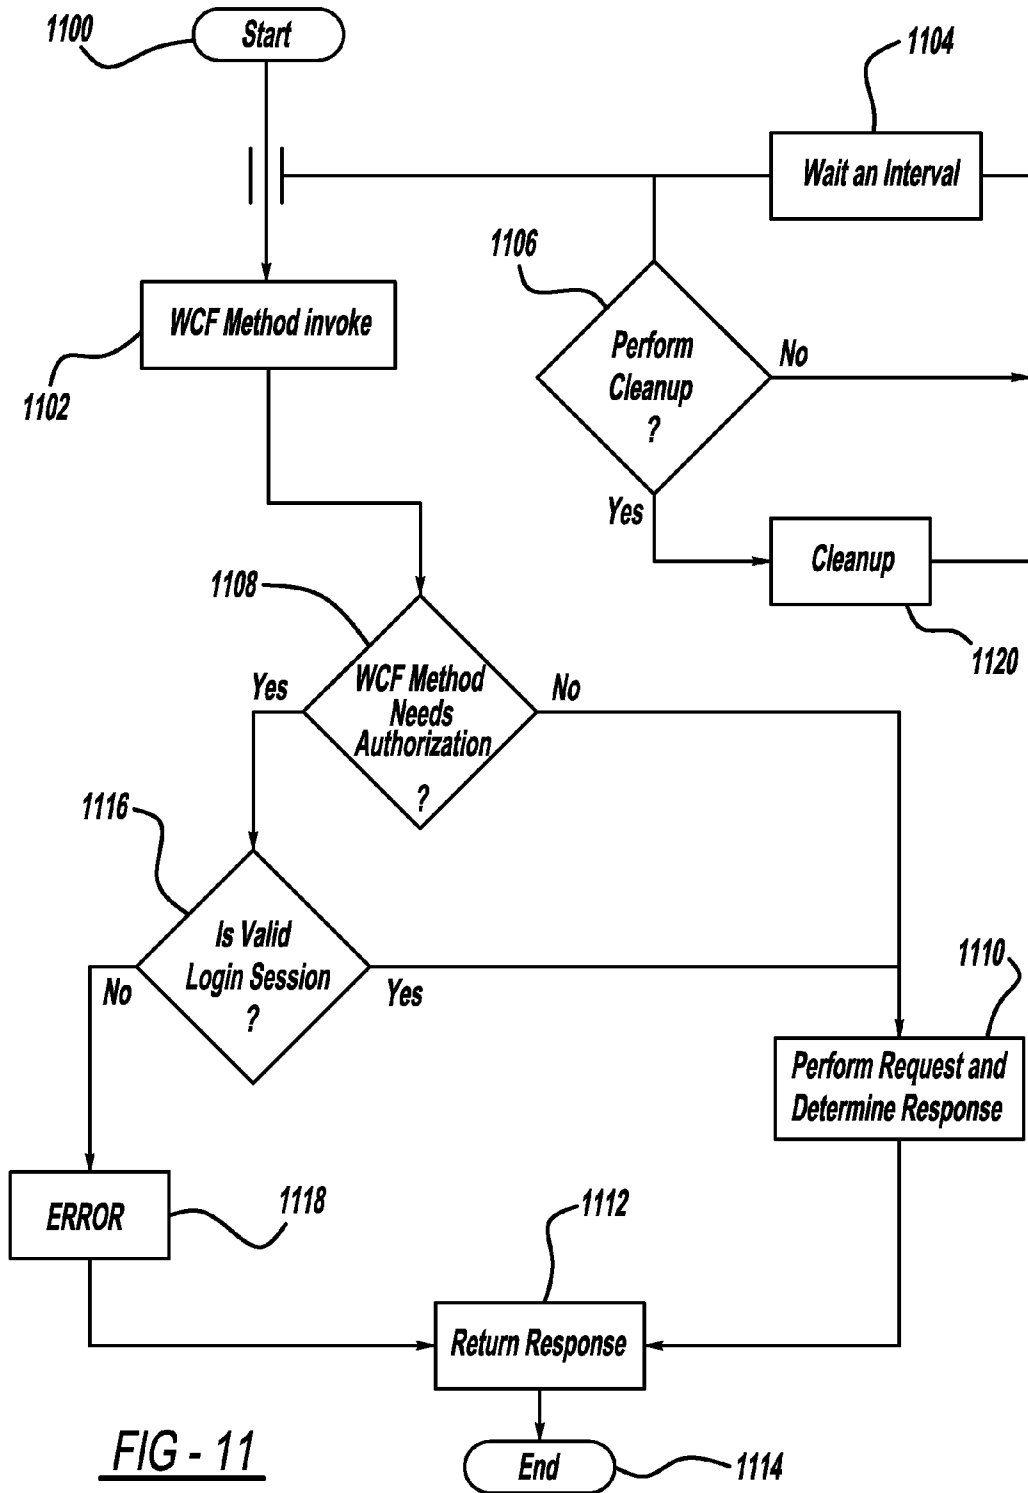 1100
Start
1104
Wait an Interval
1106
WCF Method invoke
Perform
Cleanup
?
No
1102
Yes
Cleanup
1108
1120
Yes
WCF Method
Needs
Authorization
?
No
1116
Is Valid
Login Session
?
No
Yes
1110
Perform Request and
Determine Response
ERROR
1118
1112
Return Response
FIG - 11
End
1114